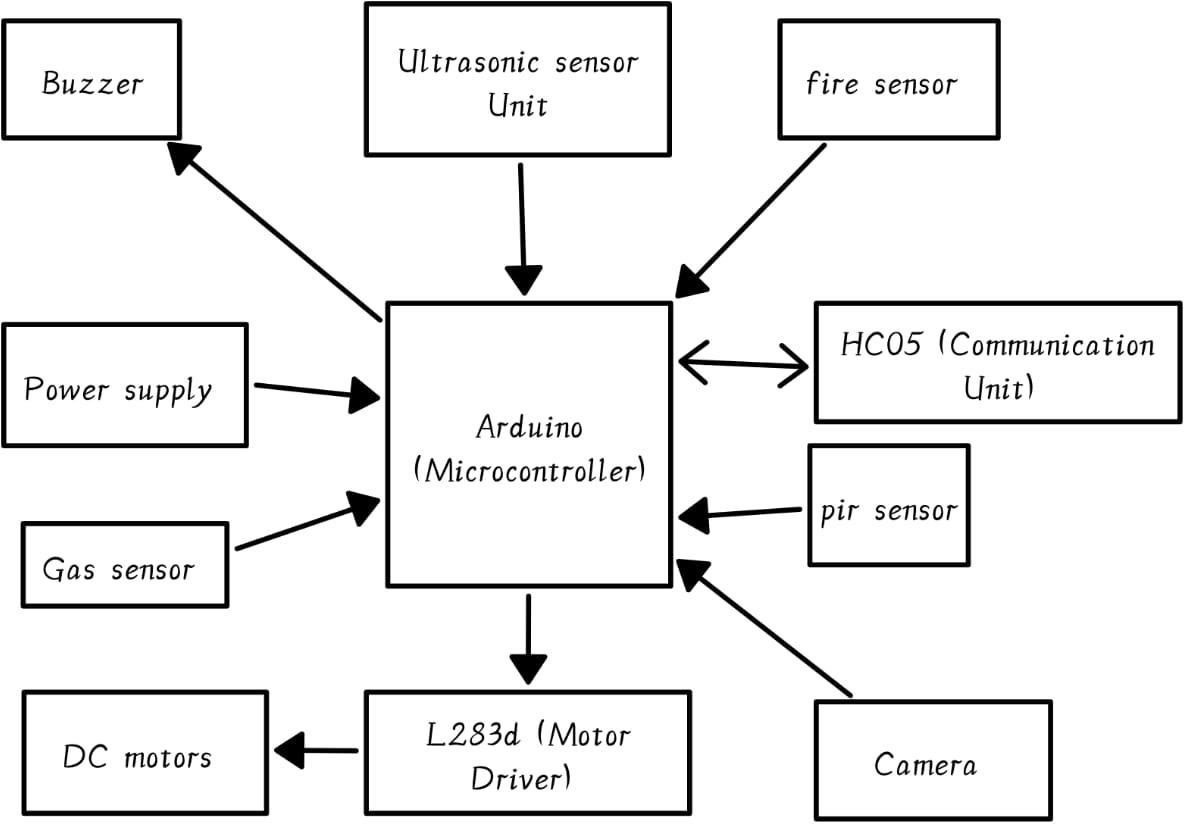 Buzzer
Ultrasonic sensor
Unit
fire sensor
Power supply
Arduino
(Microcontroller)
HC05 (Communication
Unit)
pir sensor
Gas sensor
DC motors
L283d (Motor
Driver)
Camera